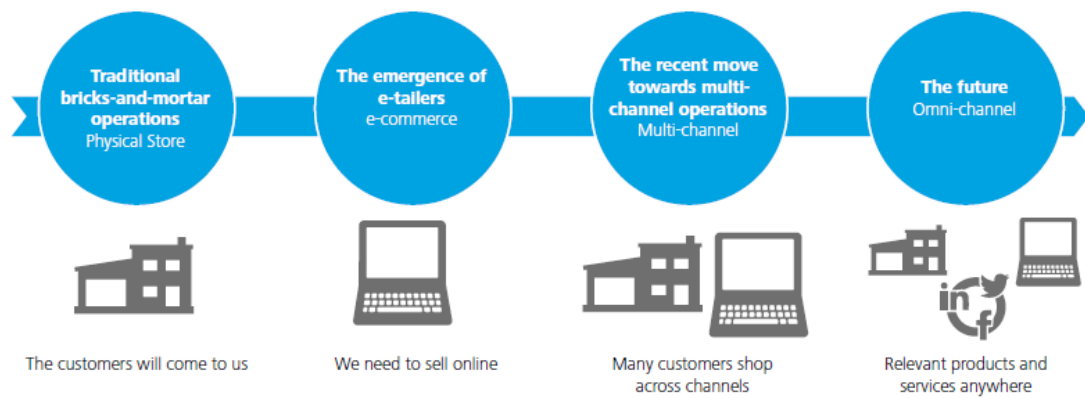 Traditional
bricks-and-mortar
operations
Physical Store
The emergence of
e-tailers
e-commerce
The recent move
towards multi-
channel operations
Multi-channel
The future
Omni-channel
in
f
The customers will come to us
We need to sell online
Many customers shop
across channels
Relevant products and
services anywhere